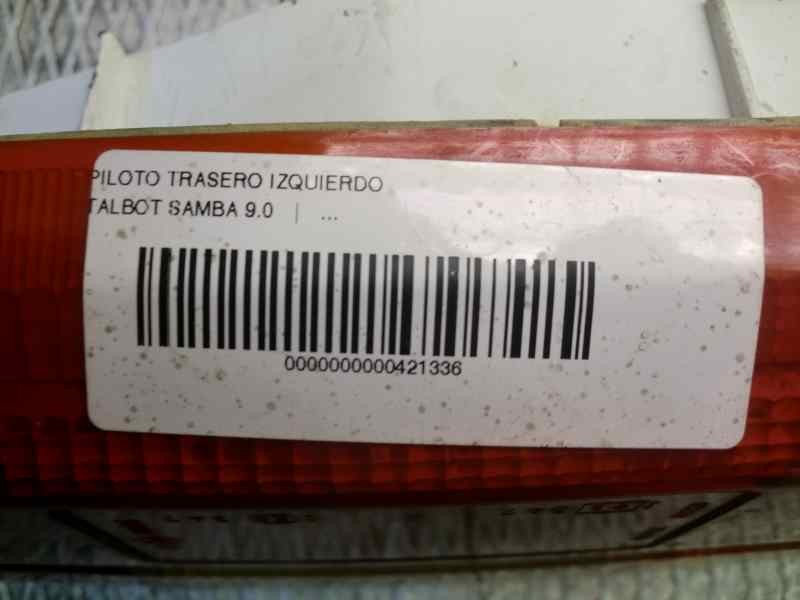 PILOTO TRASERO IZQUIERDO
TALBOT SAMBA 9.0 | ...
0000000000421336